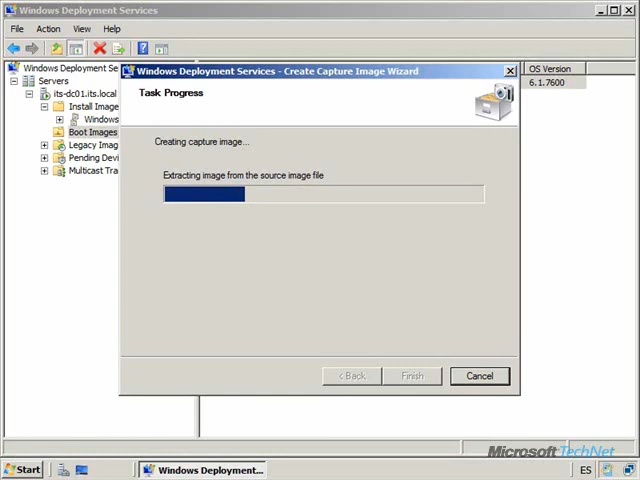 Windows Deployment Services
File Action View Help
Windows Deployment Se
Servers
its-dc01.its.local
Install Image
Windows
Boot Images
Legacy Imag
Pending Devi
Multicast Tra
OS Version
6.1.7600
Windows Deployment Services - Create Capture Image Wizard
Task Progress
Creating capture image...
Extracting image from the source image file
< Back Finish Cancel
Microsoft TechNet
Start Windows Deployment... ES